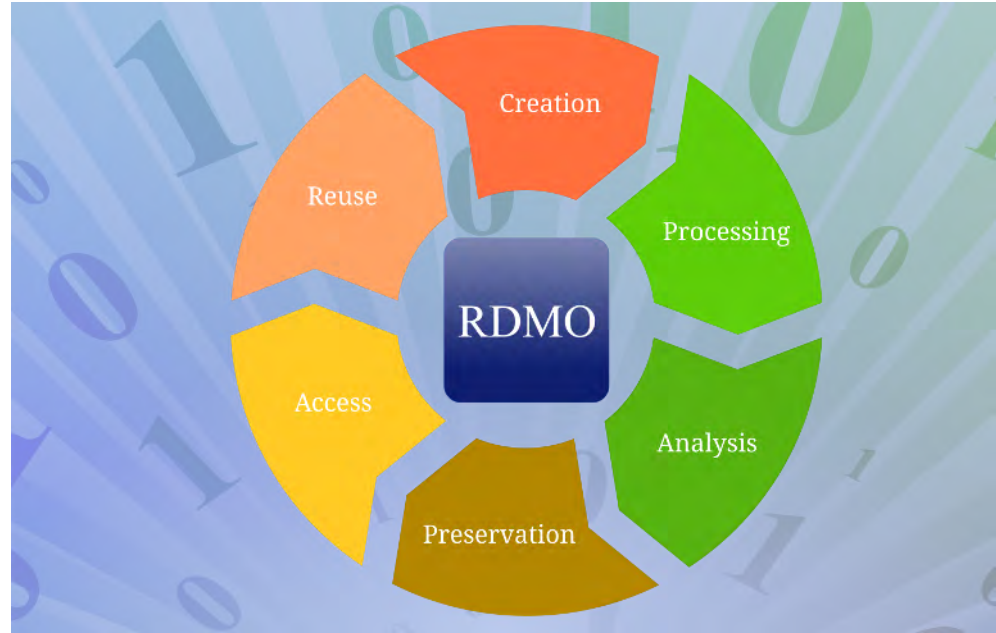 Creation
Processing
Analysis
Preservation
Access
Reuse
RDMO